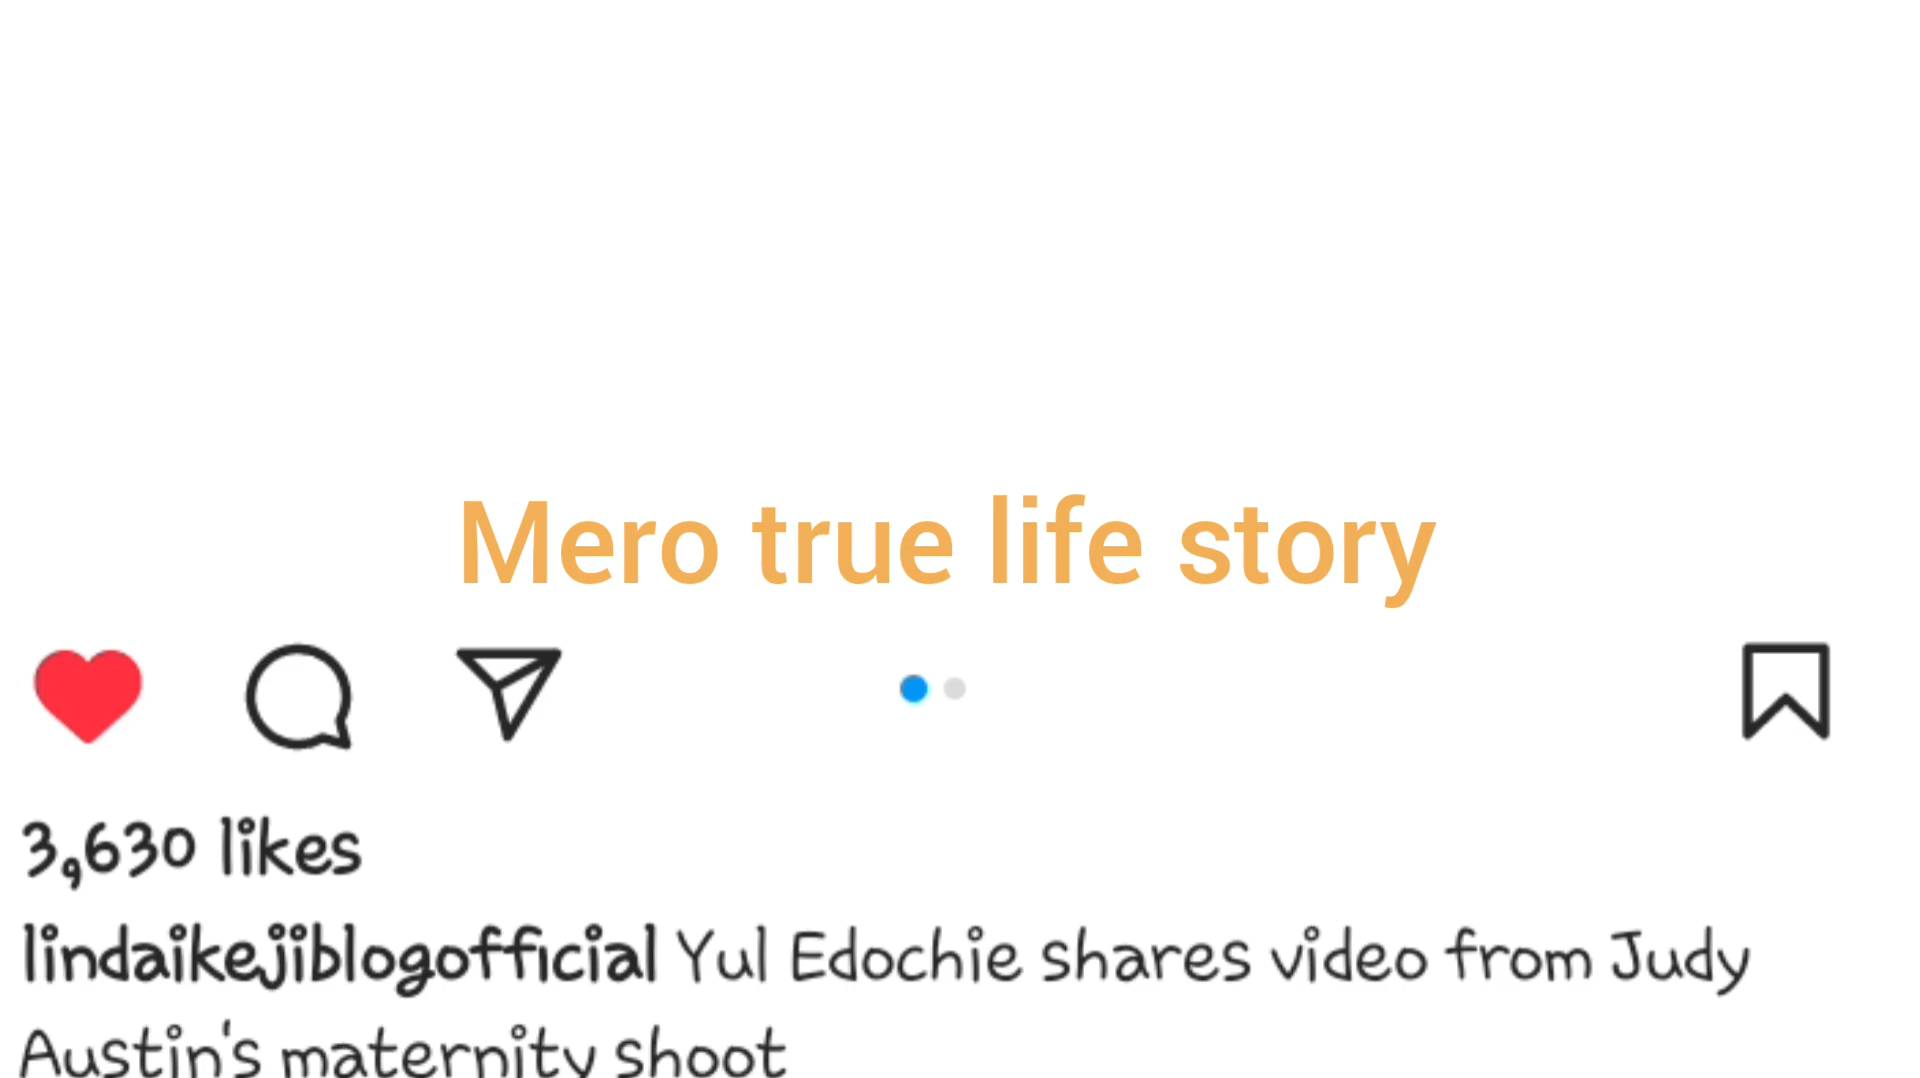 Mero true life story
3,630 likes
lindaikejiblogofficial Yul Edochie shares video from Judy
Austin's maternity shoot